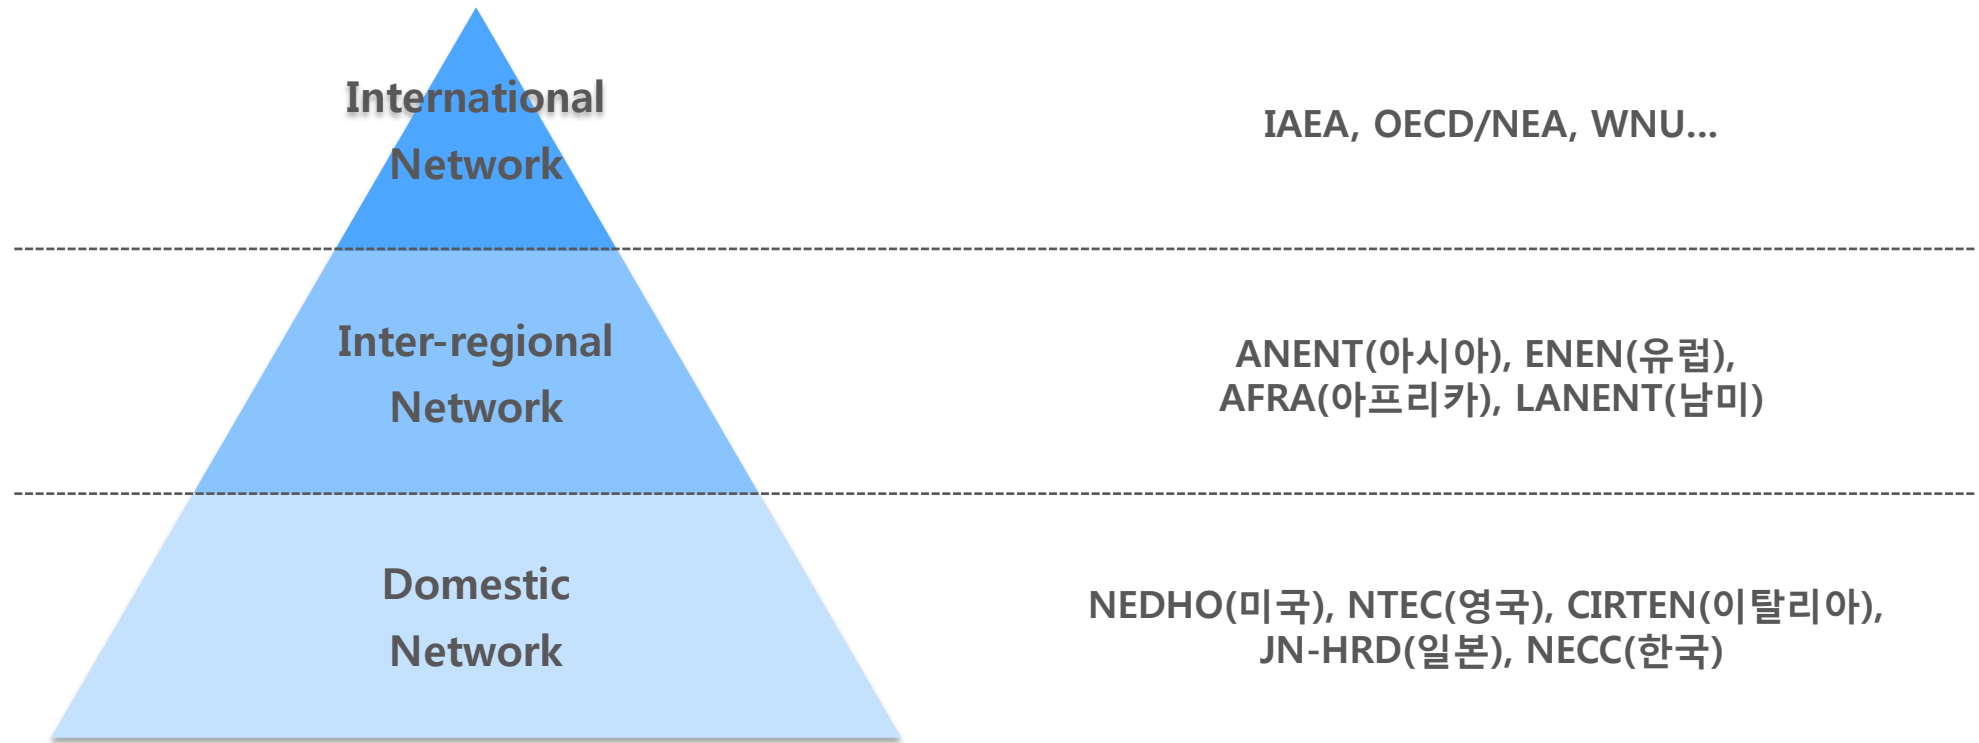 International
Network
IAEA, OECD/NEA, WNU...
Inter-regional
Network
ANENT(아시아), ENEN(유럽),
AFRA(아프리카), LANENT(남미)
Domestic
Network
NEDHO(미국), NTEC(영국), CIRTEN(이탈리아),
JN-HRD(일본), NECC(한국)